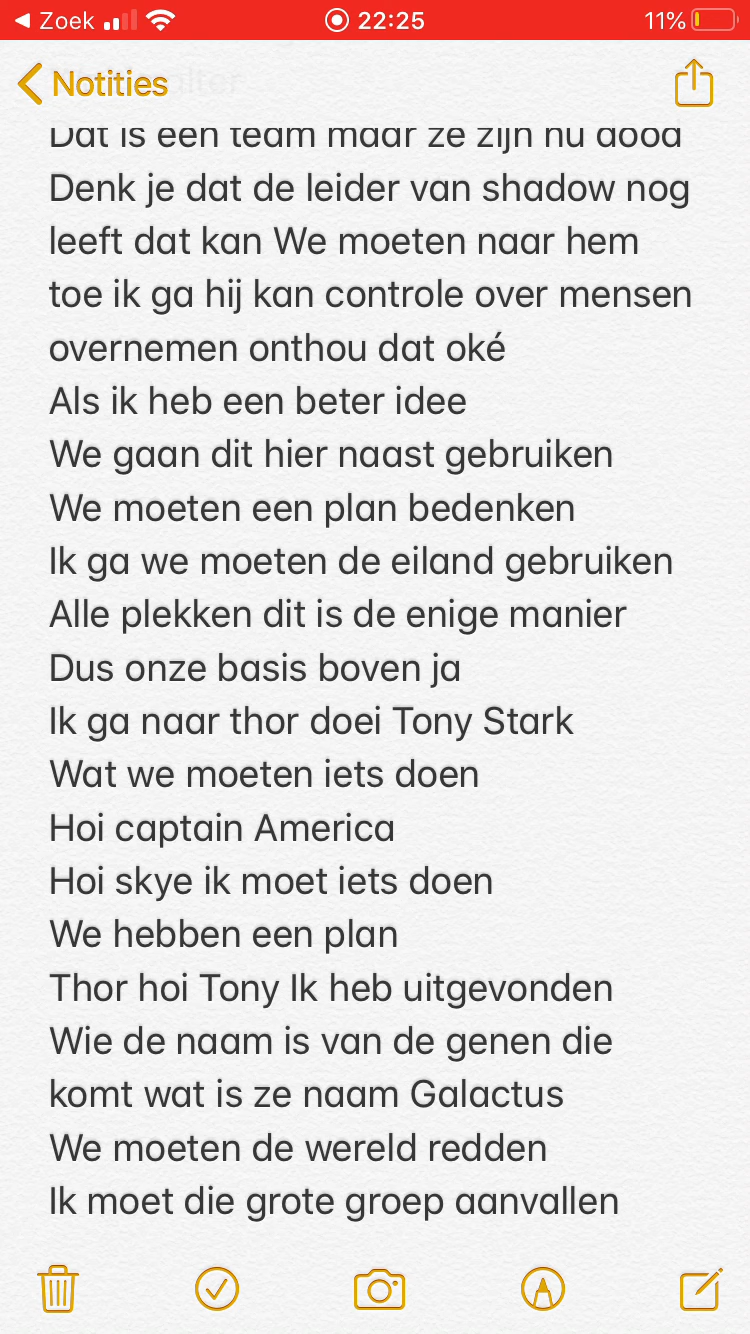 Zoek
22:25
11%
Notities
Dat is een team maar ze zijn nu dood
Denk je dat de leider van shadow nog
leeft dat kan We moeten naar hem
toe ik ga hij kan controle over mensen
overnemen onthou dat oké
Als ik heb een beter idee
We gaan dit hier naast gebruiken
We moeten een plan bedenken
Ik ga we moeten de eiland gebruiken
Alle plekken dit is de enige manier
Dus onze basis boven ja
Ik ga naar thor doei Tony Stark
Wat we moeten iets doen
Hoi captain America
Hoi skye ik moet iets doen
We hebben een plan
Thor hoi Tony Ik heb uitgevonden
Wie de naam is van de genen die
komt wat is ze naam Galactus
We moeten de wereld redden
Ik moet die grote groep aanvallen